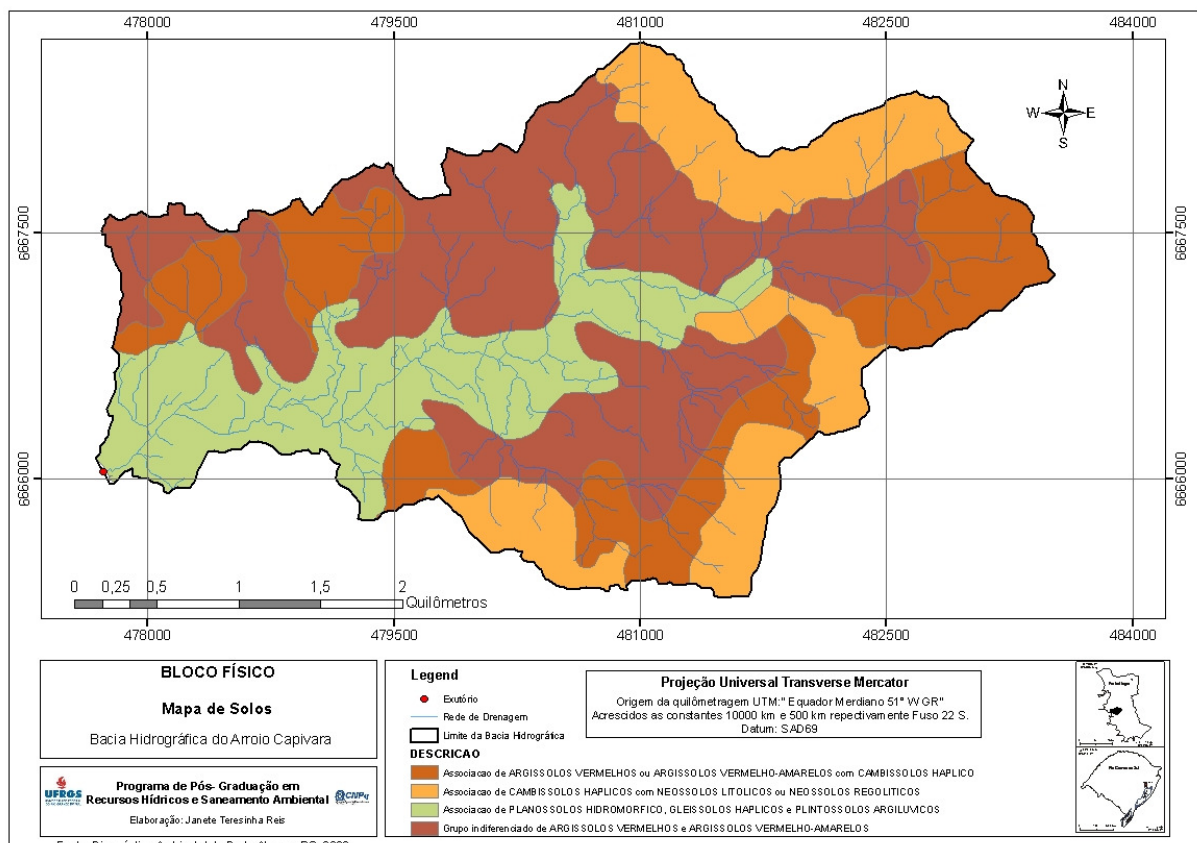 478000 479500 481000 482500 484000
N
W E
S
6667500 6667500
6666000 6666000
0 0,25 0,5 1 1,5 2
Quilômetros
478000 479500 481000 482500 484000
BLOCO FÍSICO
Mapa de Solos
Bacia Hidrográfica do Arroio Capivara
UFRGS
Programa de Pós- Graduação em
Recursos Hídricos e Saneamento Ambiental
CNPq
Elaboração: Janete Teresinha Reis
Legend
Exutório
Rede de Drenagem
Limite da Bacia Hidrográfica
DESCRICAO
Associacao de ARGISSOLOS VERMELHOS ou ARGISSOLOS VERMELHO-AMARELOS com CAMBISSOLOS HAPLICO
Associacao de CAMBISSOLOS HAPLICOS com NEOSSOLOS LITOLICOS ou NEOSSOLOS REGOLITICOS
Associacao de PLANOSSOLOS HIDROMORFICO, GLEISSOLOS HAPLICOS e PLINTOSSOLOS ARGILUVICOS
Grupo indiferenciado de ARGISSOLOS VERMELHOS e ARGISSOLOS VERMELHO-AMARELOS
Projeção Universal Transverse Mercator
Origem da quilômetragem UTM:" Equador Merdiano 51° W GR"
Acrescidos as constantes 10000 km e 500 km repectivamente Fuso 22 S.
Datum: SAD69